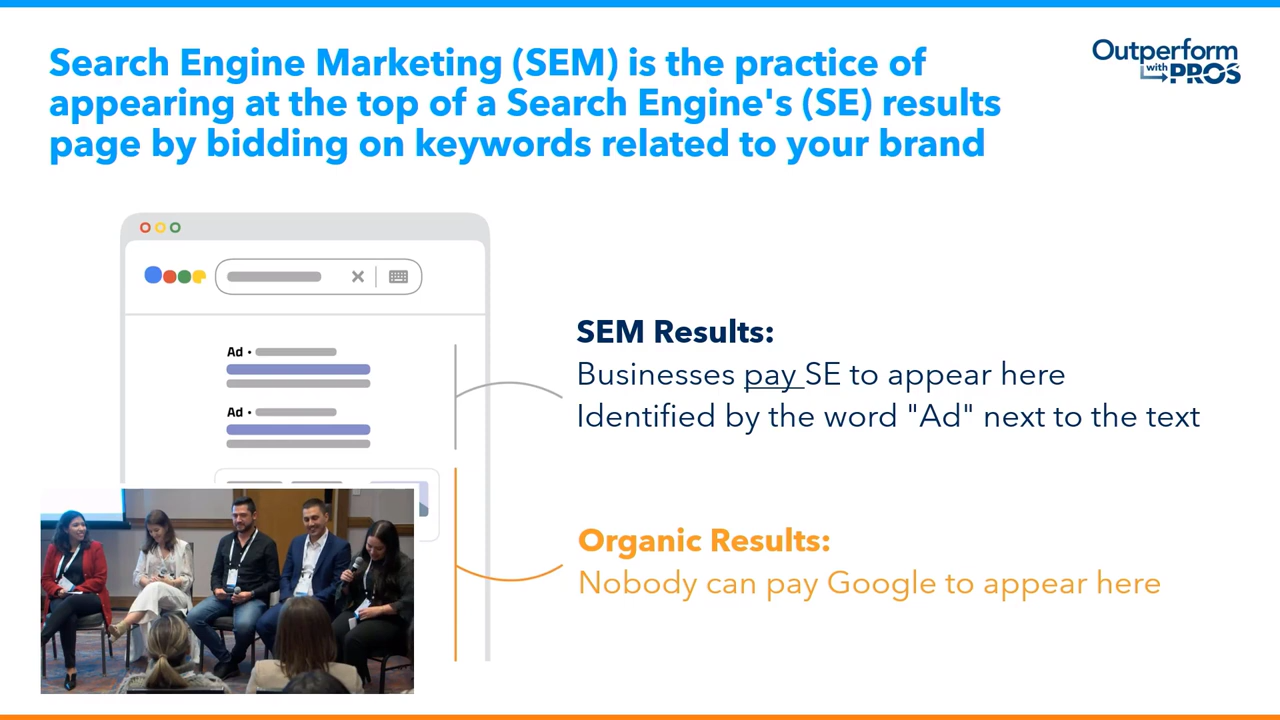 Search Engine Marketing (SEM) is the practice of
appearing at the top of a Search Engine's (SE) results
page by bidding on keywords related to your brand
Outperform
with PROS
Ad •
Ad •
SEM Results:
Businesses pay SE to appear here
Identified by the word "Ad" next to the text
Organic Results:
Nobody can pay Google to appear here